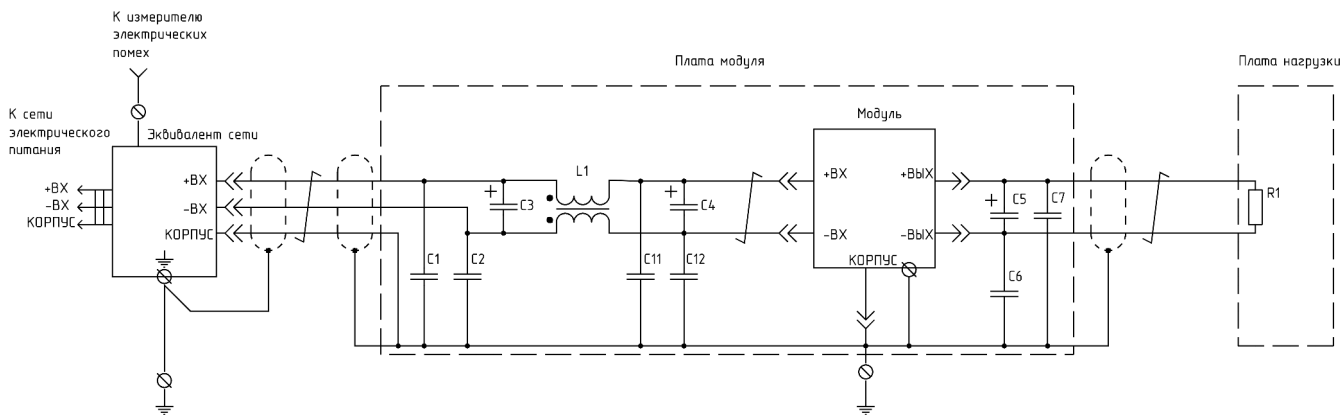 К измерителю
электрических
помех
К сети
электрического
питания
Эквивалент сети
+ВХ
–ВХ
КОРПУС
+ВХ
–ВХ
КОРПУС
Плата модуля
L1
+
C3
+
C4
C1
C2
C11
C12
Модуль
+ВХ
–ВХ
+ВЫХ
–ВЫХ
КОРПУС
+
C5
C7
C6
Плата нагрузки
R1